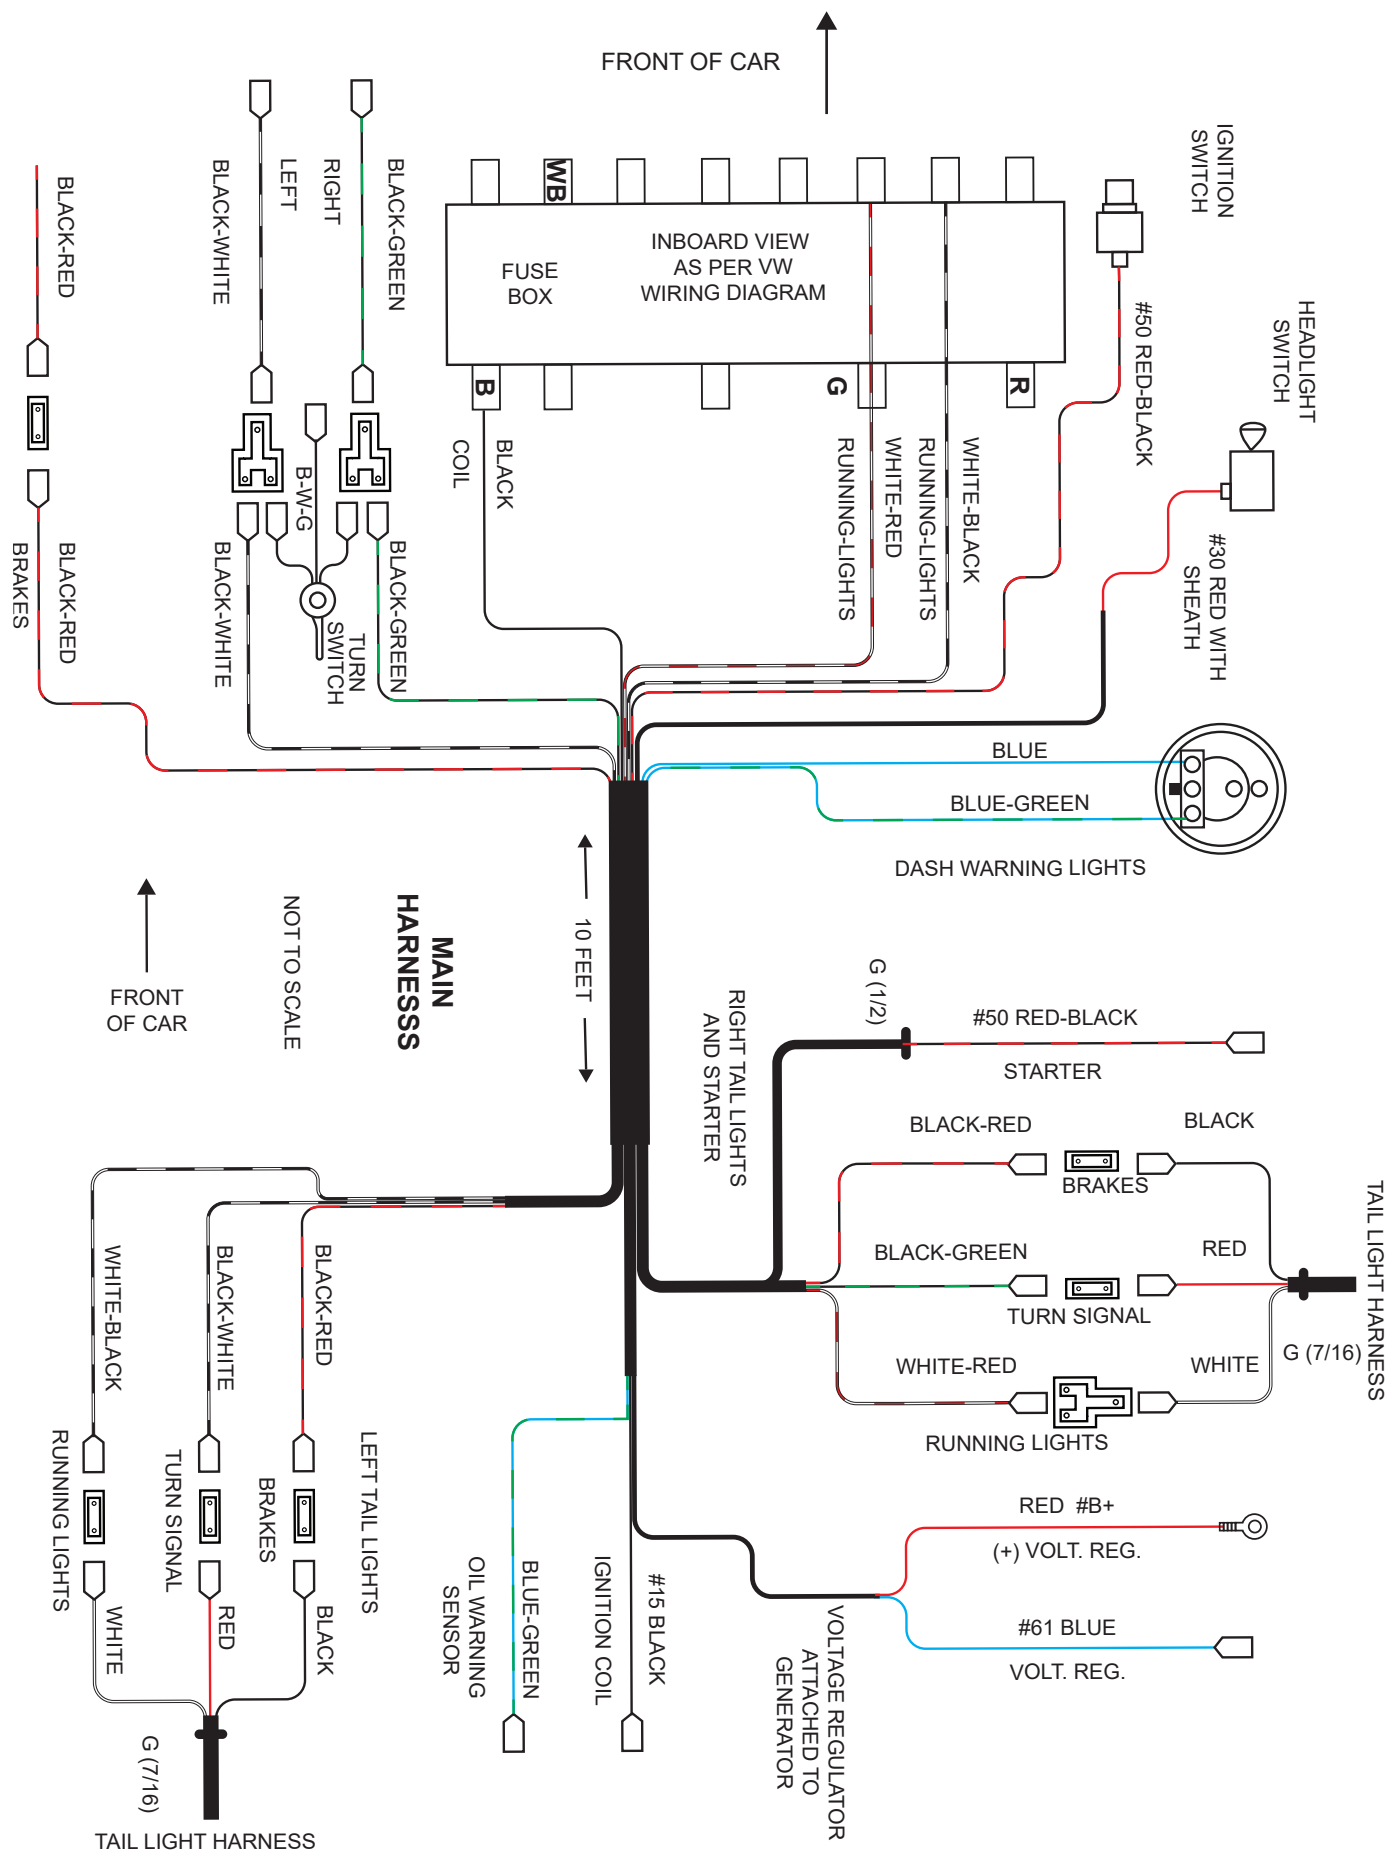 FRONT OF CAR
IGNITION
SWITCH
BLACK-RED
BLACK-WHITE
LEFT
RIGHT
BLACK-GREEN
WB
INBOARD VIEW
AS PER VW
WIRING DIAGRAM
FUSE
BOX
B
G
R
#50 RED-BLACK
HEADLIGHT
SWITCH
#30 RED WITH
SHEATH
BLACK
COIL
RUNNING-LIGHTS
WHITE-RED
RUNNING-LIGHTS
WHITE-BLACK
B-W-G
BLACK-RED
BRAKES
BLACK-WHITE
TURN
SWITCH
BLACK-GREEN
BLUE
BLUE-GREEN
DASH WARNING LIGHTS
10 FEET
MAIN
HARNESSS
NOT TO SCALE
FRONT
OF CAR
RIGHT TAIL LIGHTS
AND STARTER
G (1/2)
#50 RED-BLACK
STARTER
BLACK-RED
BLACK
BRAKES
BLACK-GREEN
RED
TURN SIGNAL
WHITE-RED
WHITE
G (7/16)
RUNNING LIGHTS
TAIL LIGHT HARNESS
WHITE-BLACK
BLACK-WHITE
BLACK-RED
RUNNING LIGHTS
TURN SIGNAL
BRAKES
LEFT TAIL LIGHTS
WHITE
RED
BLACK
G (7/16)
TAIL LIGHT HARNESS
OIL WARNING
SENSOR
BLUE-GREEN
IGNITION COIL
#15 BLACK
RED #B+
(+) VOLT. REG.
#61 BLUE
VOLT. REG.
VOLTAGE REGULATOR
ATTACHED TO
GENERATOR